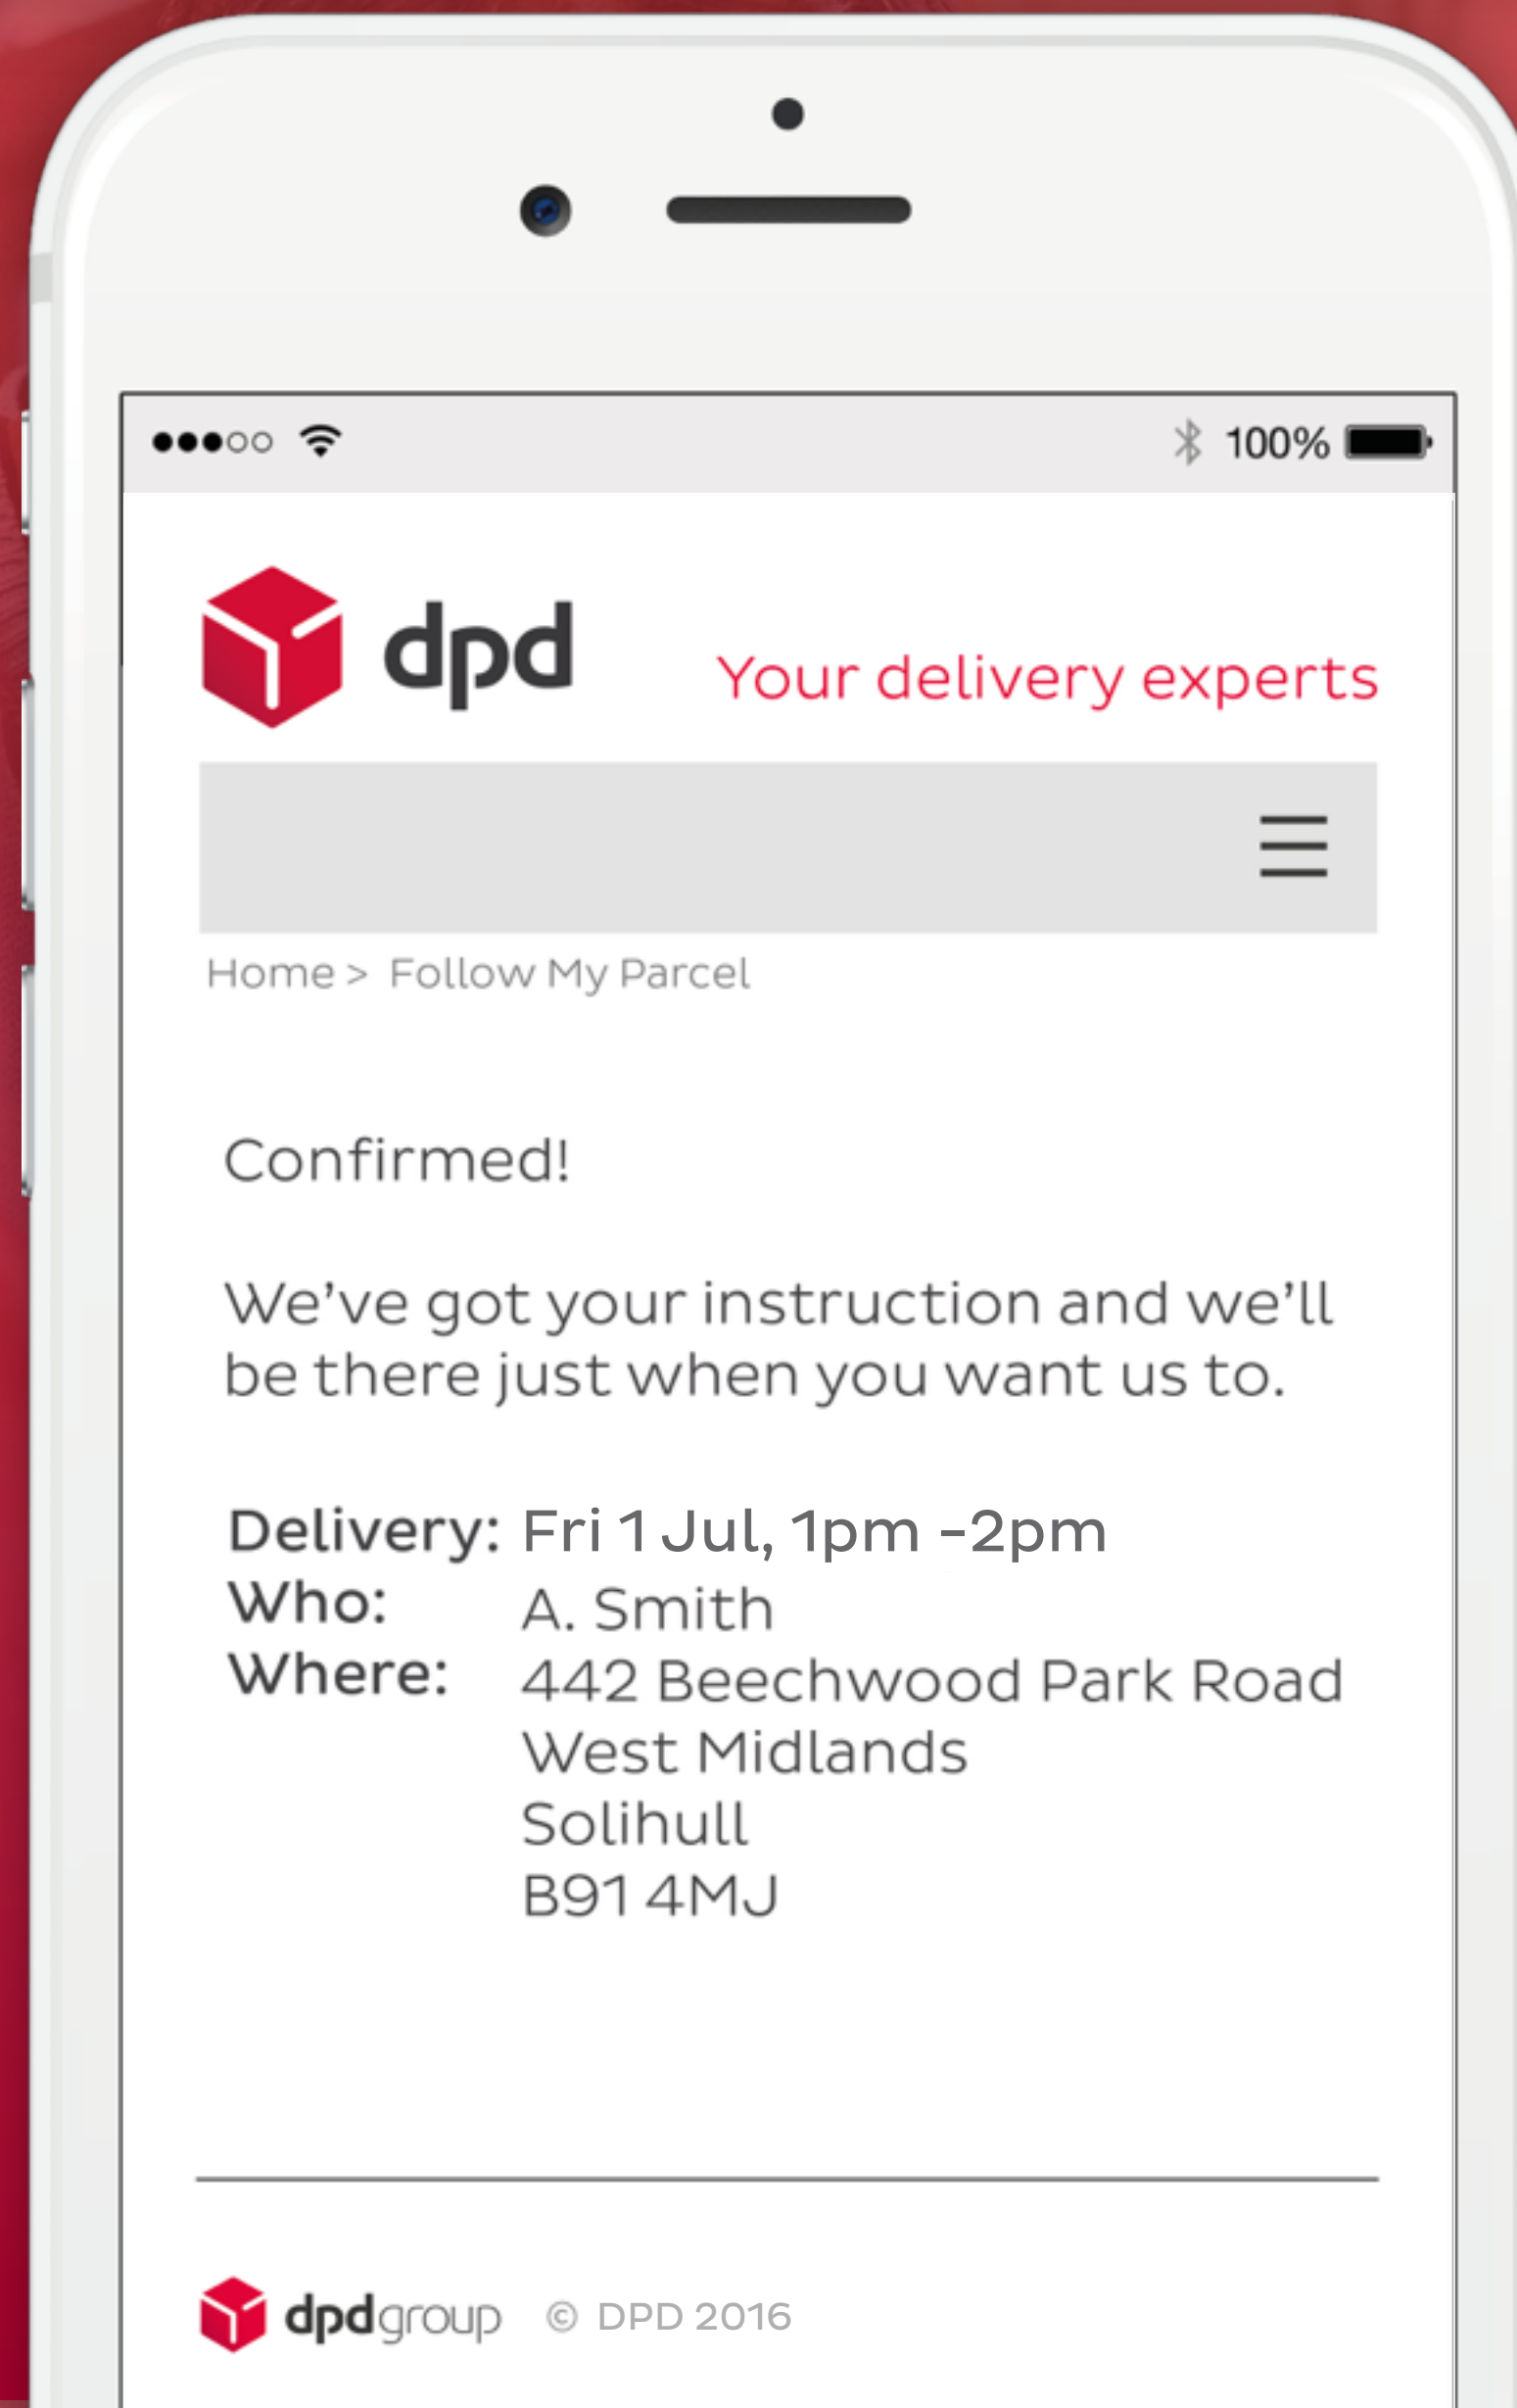 100%
dpd
Your delivery experts
Home > Follow My Parcel
Confirmed!
We've got your instruction and we'll
be there just when you want us to.
Delivery: Fri 1 Jul, 1pm -2pm
Who: A. Smith
Where: 442 Beechwood Park Road
West Midlands
Solihull
B91 4MJ
dpdgroup © DPD 2016